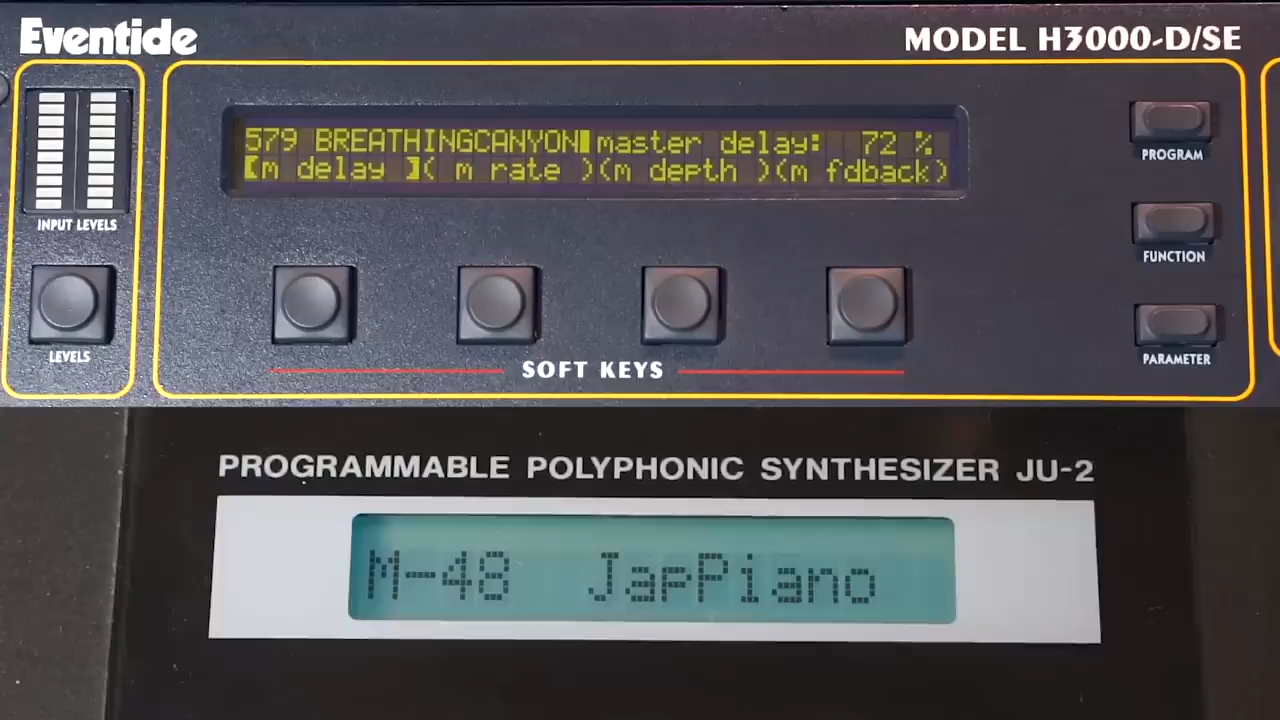 Eventide
MODEL H3000-D/SE
579 BREATHINGCANYON master delay: 72 %
[m delay ]( m rate )(m depth )(m fdback)
PROGRAM
INPUT LEVELS
FUNCTION
LEVELS
PARAMETER
SOFT KEYS
PROGRAMMABLE POLYPHONIC SYNTHESIZER JU-2
M-48 JapPiano